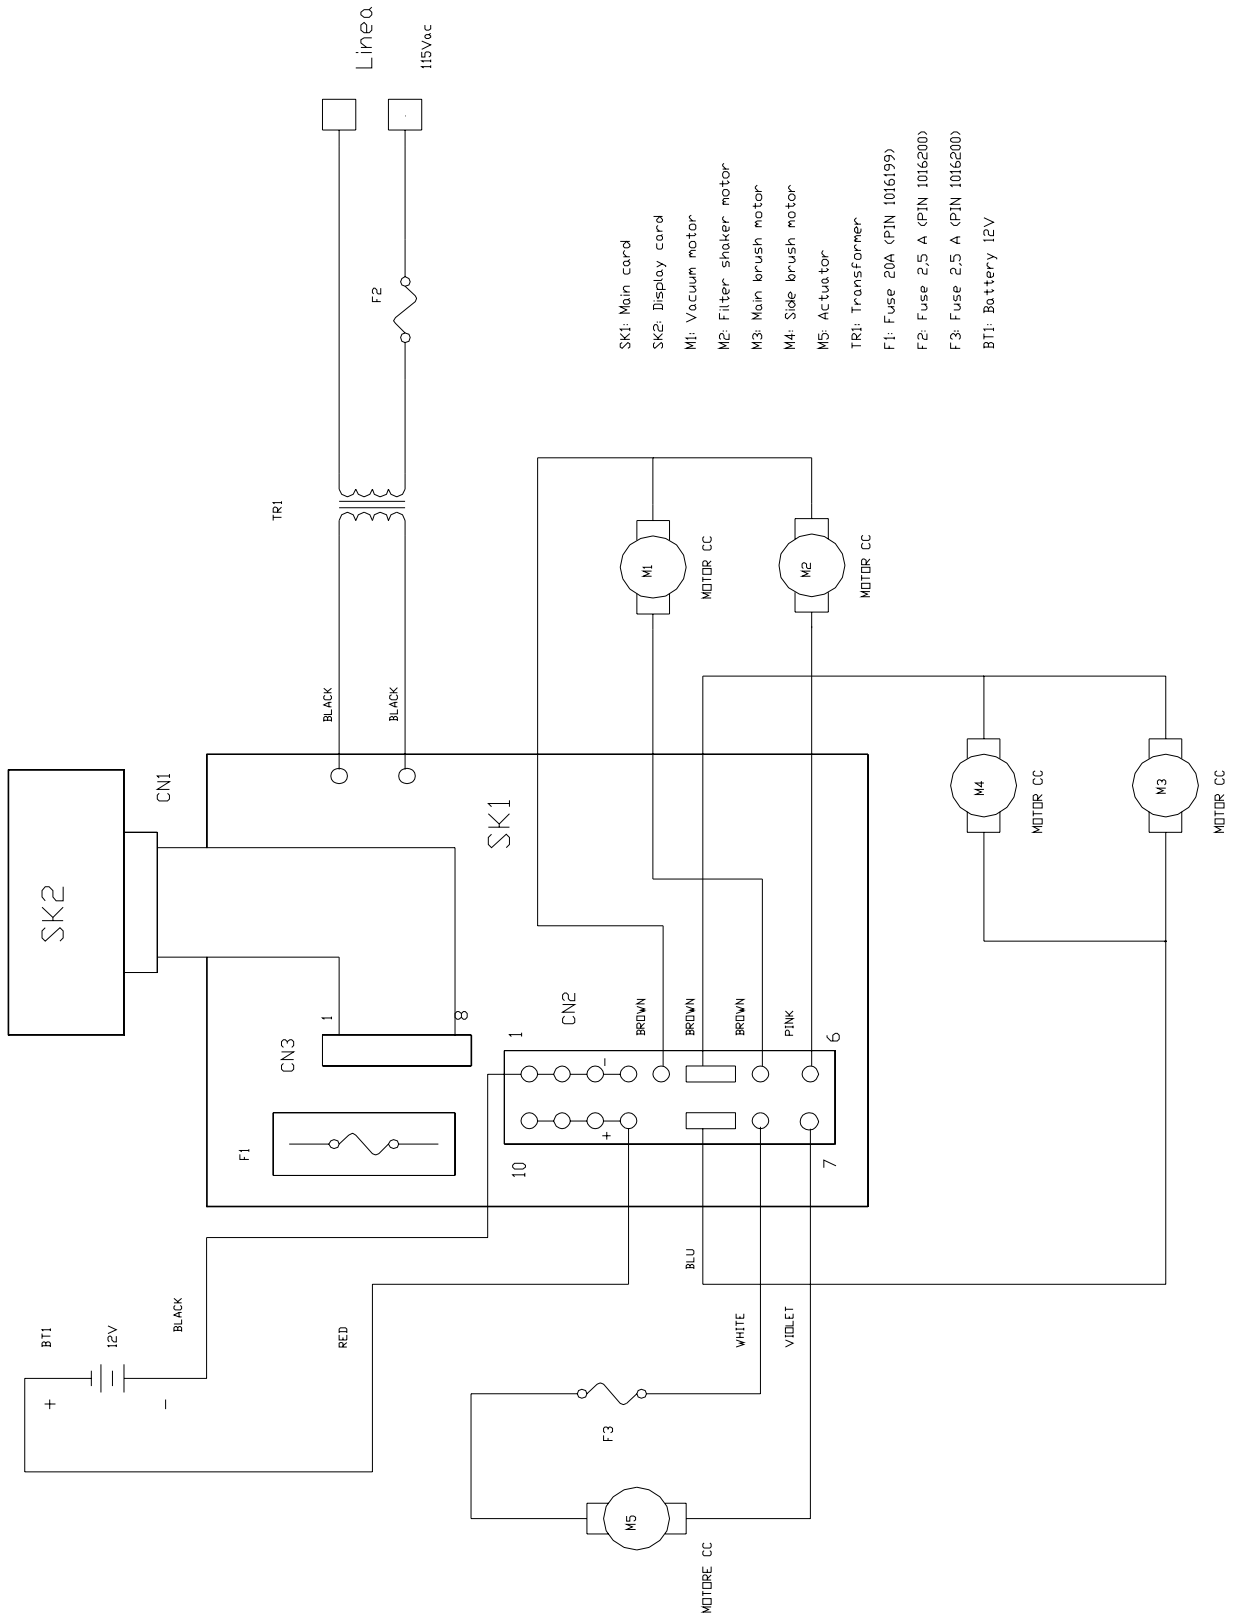 Linea
115Vac
F2
TR1
BLACK
BLACK
SK2
CN1
SK1
CN3
1
8
F1
CN2
1
6
10
7
-
+
BROWN
BROWN
BROWN
PINK
BLU
WHITE
VIOLET
BT1
12V
+
-
BLACK
RED
F3
M5
MOTORE CC
M1
MOTOR CC
M2
MOTOR CC
M4
MOTOR CC
M3
MOTOR CC
SK1: Main card
SK2: Display card
M1: Vacuum motor
M2: Filter shaker motor
M3: Main brush motor
M4: Side brush motor
M5: Actuator
TR1: Transformer
F1: Fuse 20A (PIN 1016199)
F2: Fuse 2,5 A (PIN 1016200)
F3: Fuse 2,5 A (PIN 1016200)
BT1: Battery 12V